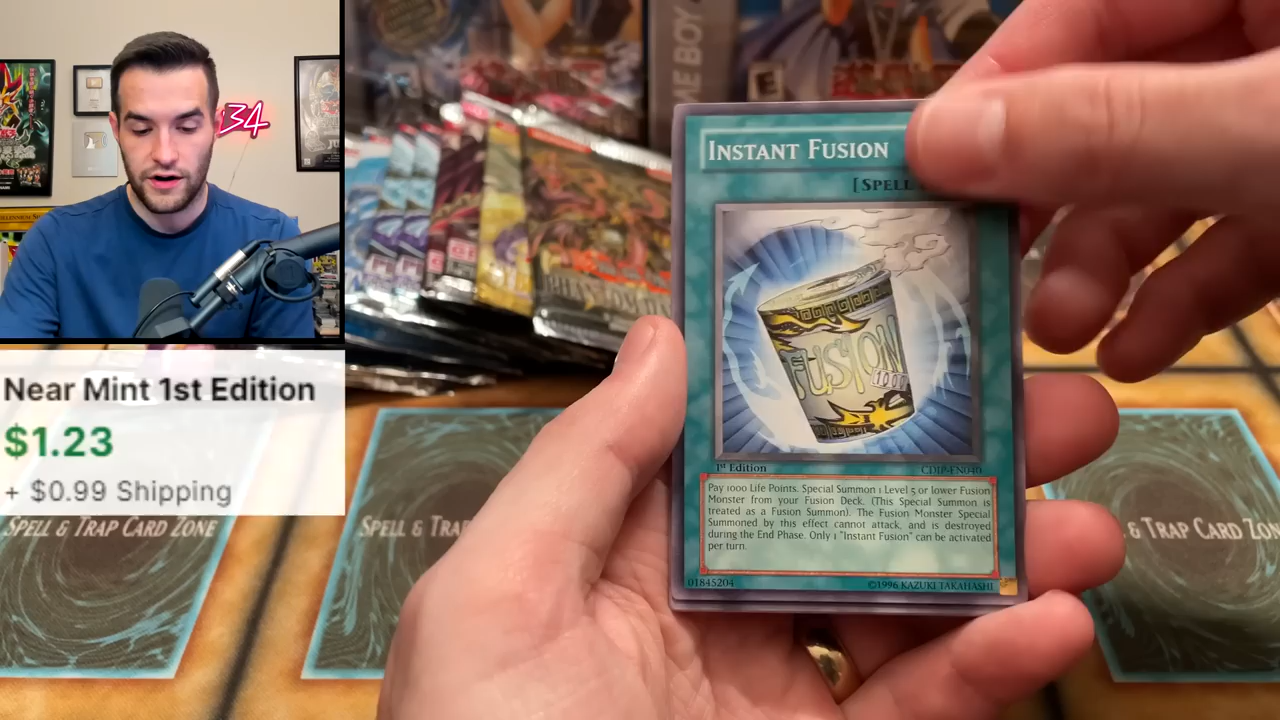 34
Near Mint 1st Edition
$1.23
+ $0.99 Shipping
GAME BOY
INSTANT FUSION
[SPELL
FUSION
1000
1st Edition
CDIP-EN040
Pay 1000 Life Points. Special Summon 1 Level 5 or lower Fusion
Monster from your Fusion Deck. (This Special Summon is
treated as a Fusion Summon). The Fusion Monster Special
Summoned by this effect cannot attack, and is destroyed
during the End Phase. Only 1 "Instant Fusion" can be activated
per turn.
01845204
©1996 KAZUKI TAKAHASHI
SPELL & TRAP CARD ZONE
SPELL & TRAP
& TRAP CARD ZON